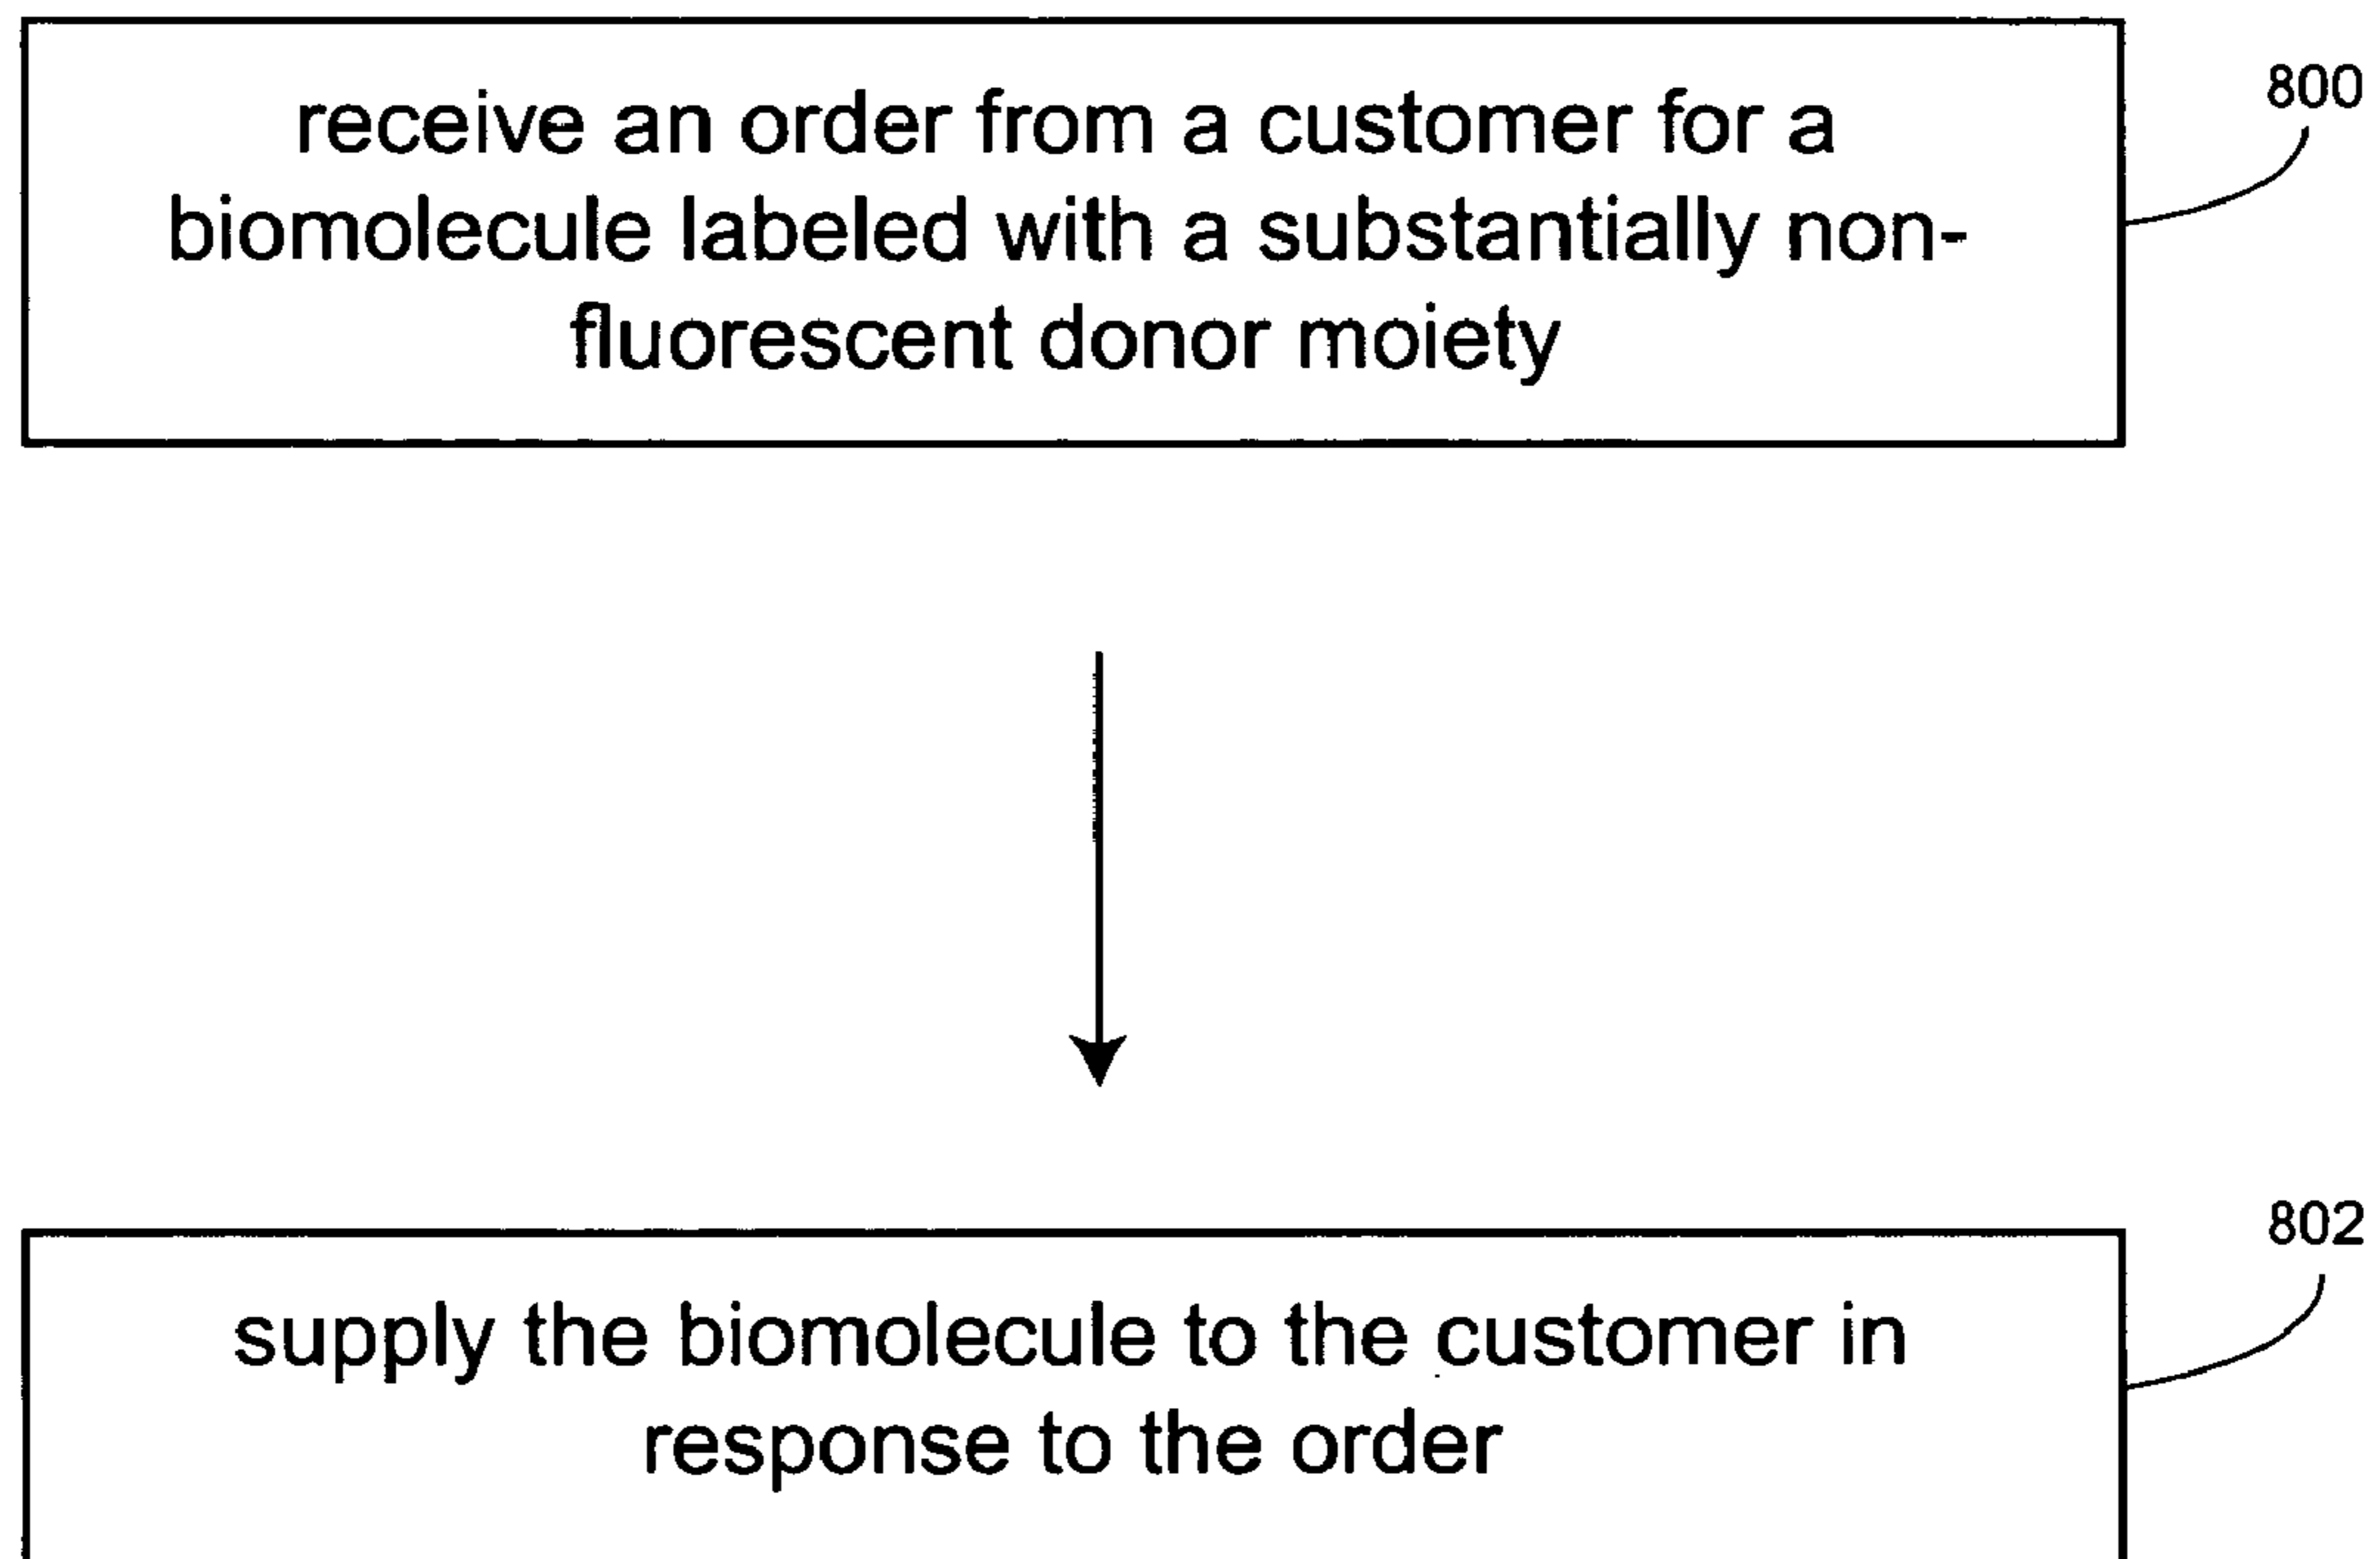 receive an order from a customer for a
800
biomolecule labeled with a substantially non-
fluorescent donor moiety
802
supply the biomolecule to the customer in
response to the order